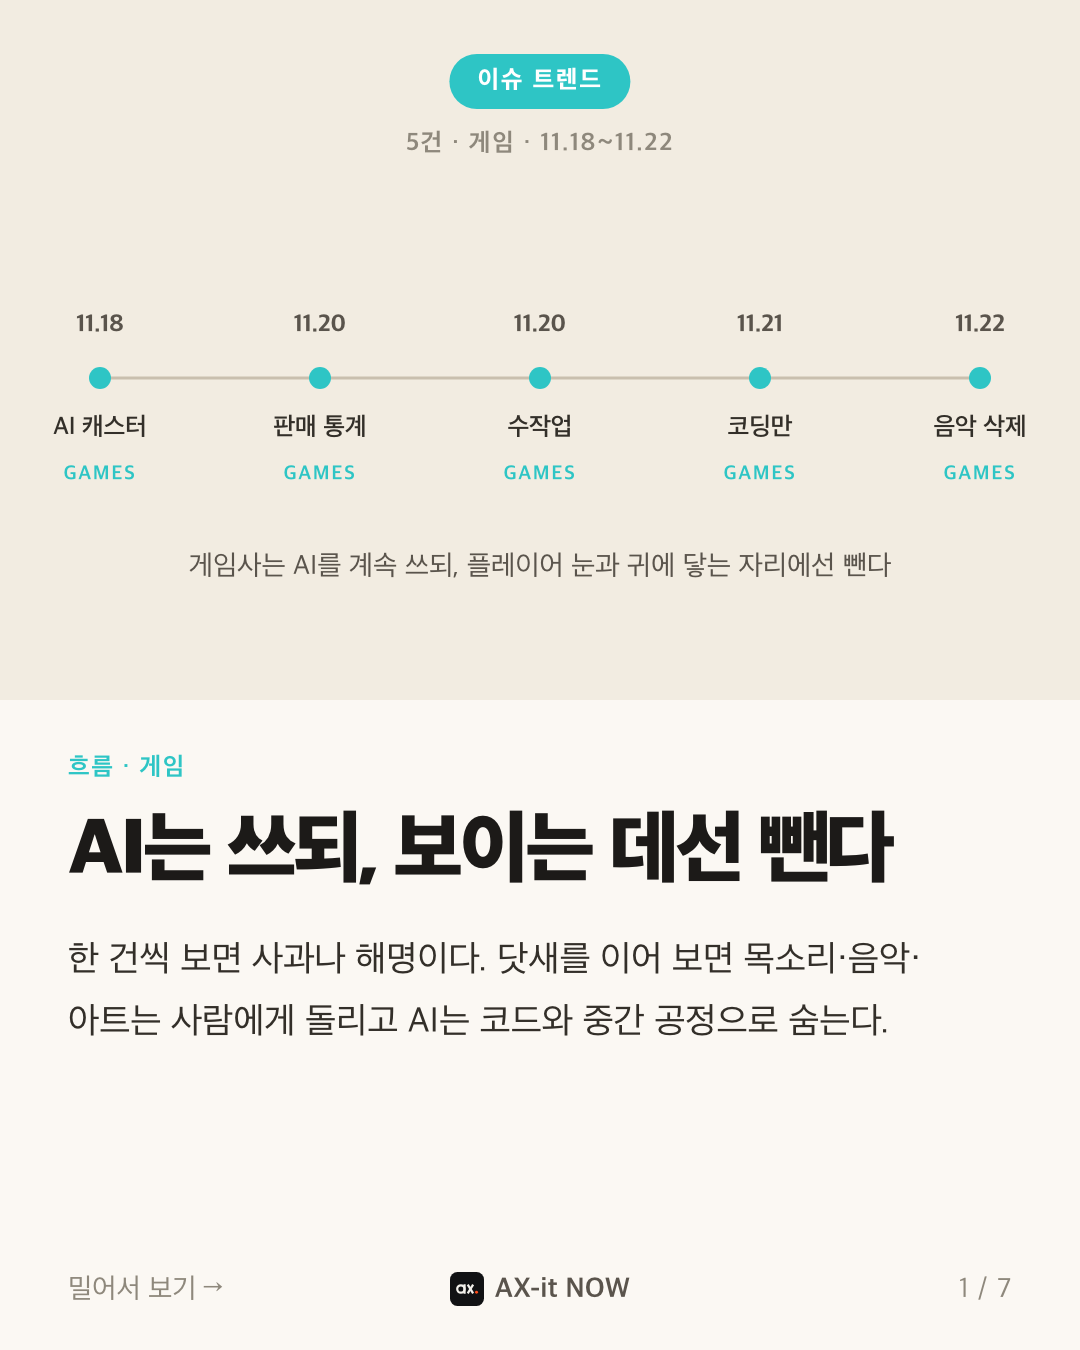 이슈 트렌드
5건 · 게임 · 11.18~11.22
11.18 11.20 11.20 11.21 11.22
AI 캐스터 판매 통계 수작업 코딩만 음악 삭제
GAMES GAMES GAMES GAMES GAMES
게임사는 AI를 계속 쓰되, 플레이어 눈과 귀에 닿는 자리에선 뺀다
흐름 · 게임
AI는 쓰되, 보이는 데선 뺀다
한 건씩 보면 사과나 해명이다. 닷새를 이어 보면 목소리·음악·
아트는 사람에게 돌리고 AI는 코드와 중간 공정으로 숨는다.
밀어서 보기 →
ax. AX-it NOW
1 / 7